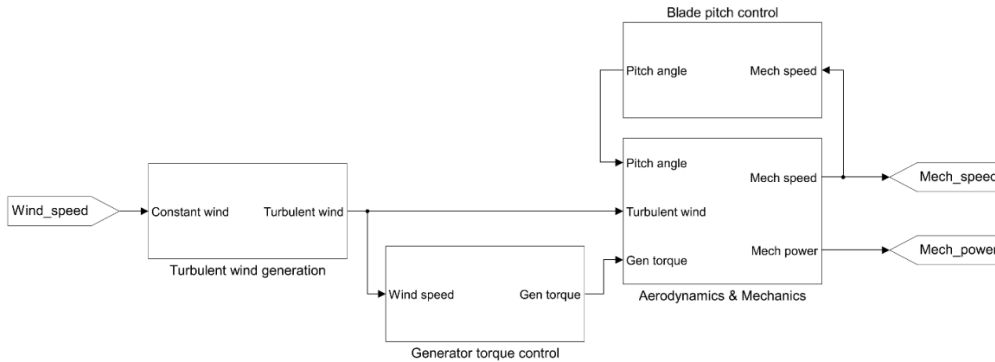 Blade pitch control
Pitch angle
Mech speed
Pitch angle
Mech speed
Mech_speed
Wind_speed
Constant wind
Turbulent wind
Turbulent wind
Mech power
Mech_power
Turbulent wind generation
Gen torque
Wind speed
Gen torque
Aerodynamics & Mechanics
Generator torque control